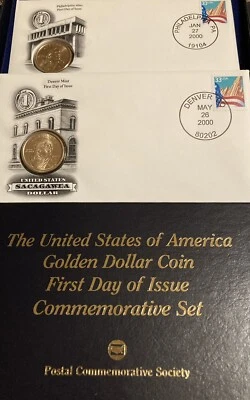 Philadelphia Mint
First Day of Issue
PHILADELPHIA, PA
JAN
27
2000
19104
33
Denver Mint
First Day of Issue
DENVER
MAY
26
2000
80202
33
UNITED STATES
SACAGAWEA
DOLLAR
The United States of America
Golden Dollar Coin
First Day of Issue
Commemorative Set
Postal Commemorative Society